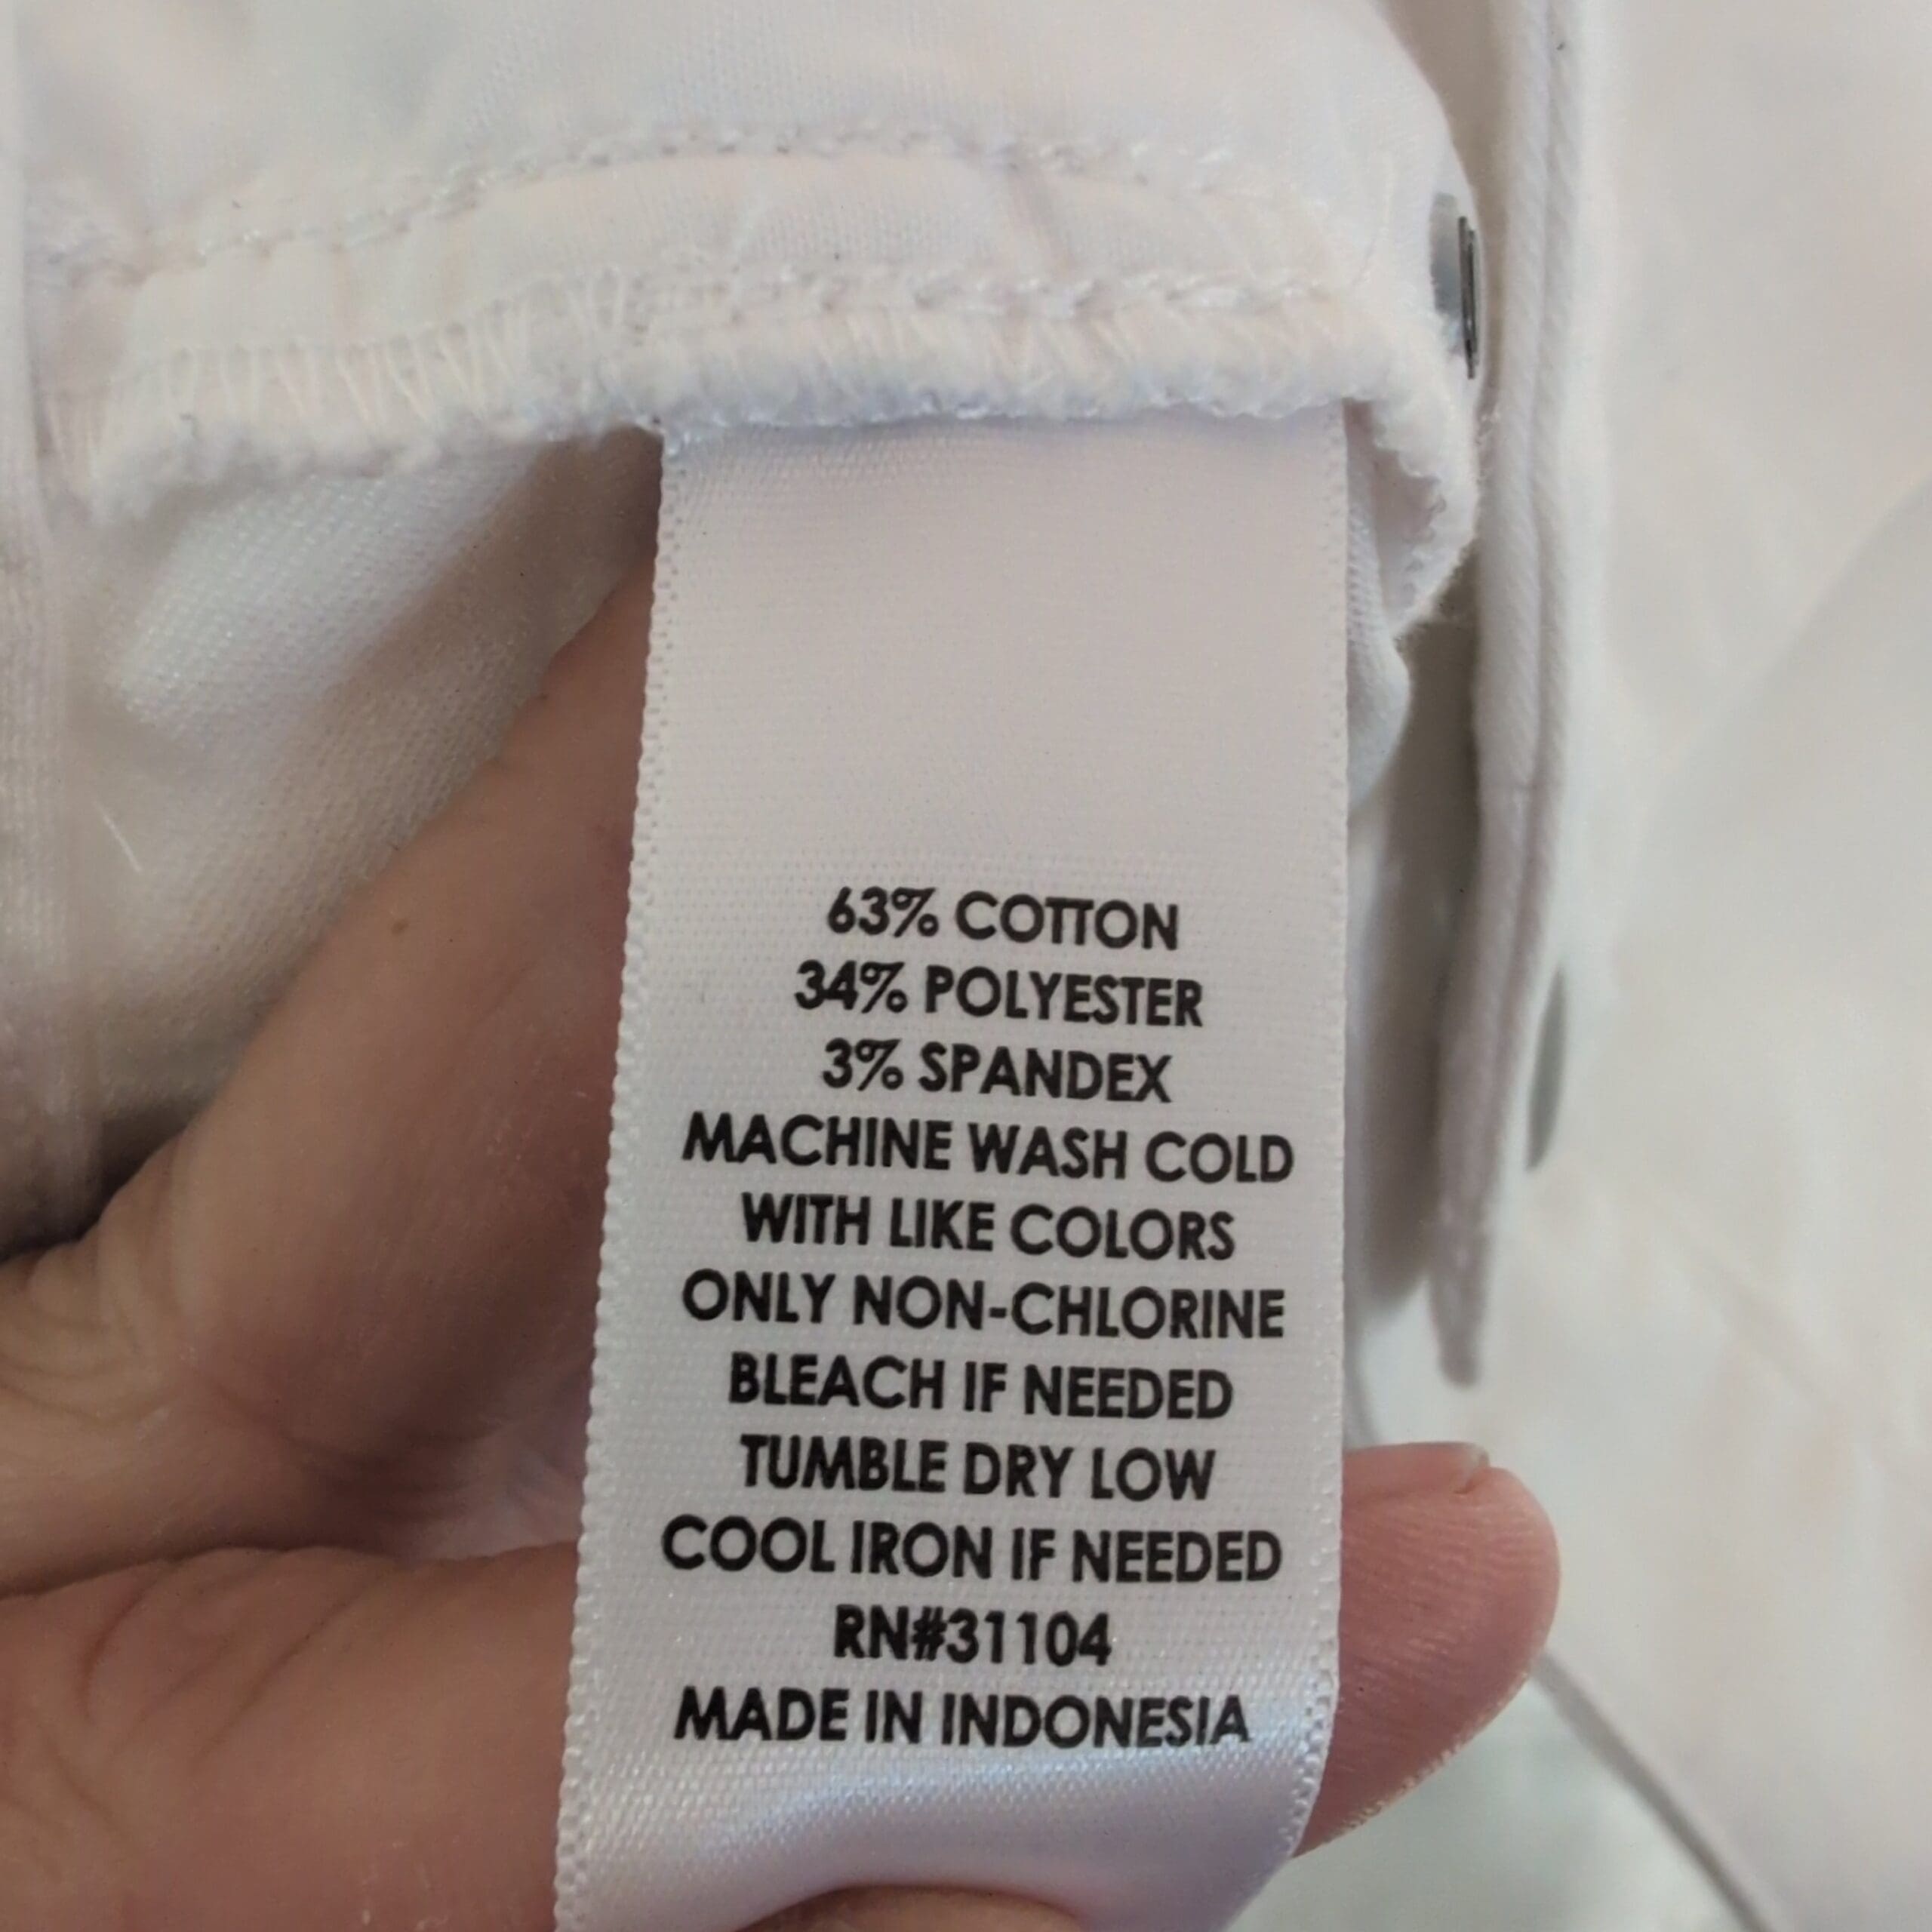 63% COTTON
34% POLYESTER
3% SPANDEX
MACHINE WASH COLD
WITH LIKE COLORS
ONLY NON-CHLORINE
BLEACH IF NEEDED
TUMBLE DRY LOW
COOL IRON IF NEEDED
RN#31104
MADE IN INDONESIA